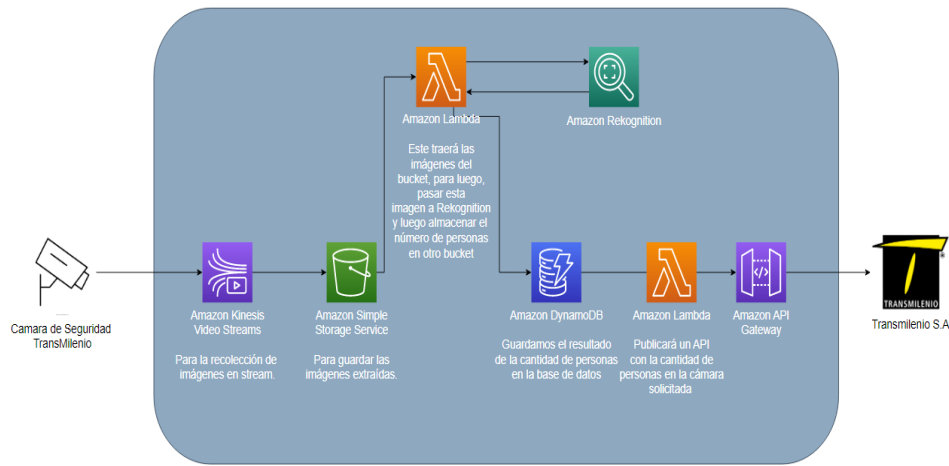 Amazon Lambda
Este traerá las
imágenes del
bucket, para luego,
pasar esta
imagen a Rekognition
y luego almacenar el
número de personas
en otro bucket
Amazon Rekognition
Camara de Seguridad
TransMilenio
Amazon Kinesis
Video Streams
Para la recolección de
imágenes en stream.
Amazon Simple
Storage Service
Para guardar las
imágenes extraídas.
Amazon DynamoDB
Guardamos el resultado
de la cantidad de personas
en la base de datos
Amazon Lambda
Publicará un API
con la cantidad de
personas en la cámara
solicitada
Amazon API
Gateway
TRANSMILENIO
Transmilenio S.A